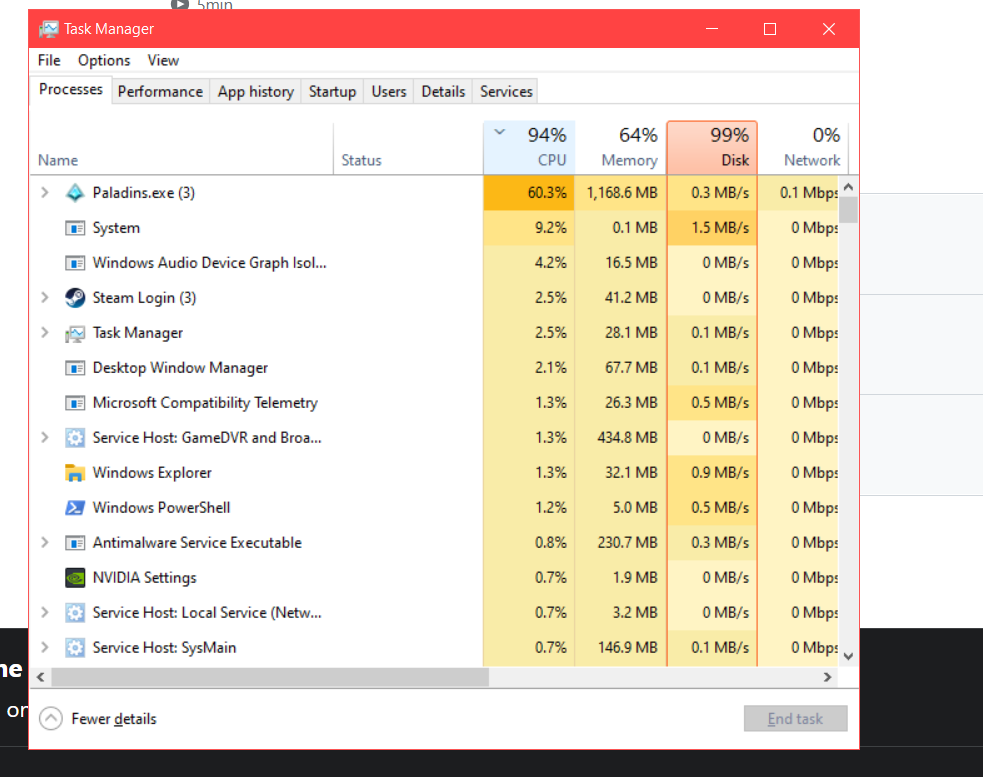 5min
Task Manager
File Options View
Processes Performance App history Startup Users Details Services
94% 64% 99% 0%
Name Status CPU Memory Disk Network
Paladins.exe (3) 60.3% 1,168.6 MB 0.3 MB/s 0.1 Mbps
System 9.2% 0.1 MB 1.5 MB/s 0 Mbps
Windows Audio Device Graph Isol... 4.2% 16.5 MB 0 MB/s 0 Mbps
Steam Login (3) 2.5% 41.2 MB 0 MB/s 0 Mbps
Task Manager 2.5% 28.1 MB 0.1 MB/s 0 Mbps
Desktop Window Manager 2.1% 67.7 MB 0.1 MB/s 0 Mbps
Microsoft Compatibility Telemetry 1.3% 26.3 MB 0.5 MB/s 0 Mbps
Service Host: GameDVR and Broa... 1.3% 434.8 MB 0 MB/s 0 Mbps
Windows Explorer 1.3% 32.1 MB 0.9 MB/s 0 Mbps
Windows PowerShell 1.2% 5.0 MB 0.5 MB/s 0 Mbps
Antimalware Service Executable 0.8% 230.7 MB 0.3 MB/s 0 Mbps
NVIDIA Settings 0.7% 1.9 MB 0 MB/s 0 Mbps
Service Host: Local Service (Netw... 0.7% 3.2 MB 0 MB/s 0 Mbps
Service Host: SysMain 0.7% 146.9 MB 0.1 MB/s 0 Mbps
Fewer details End task